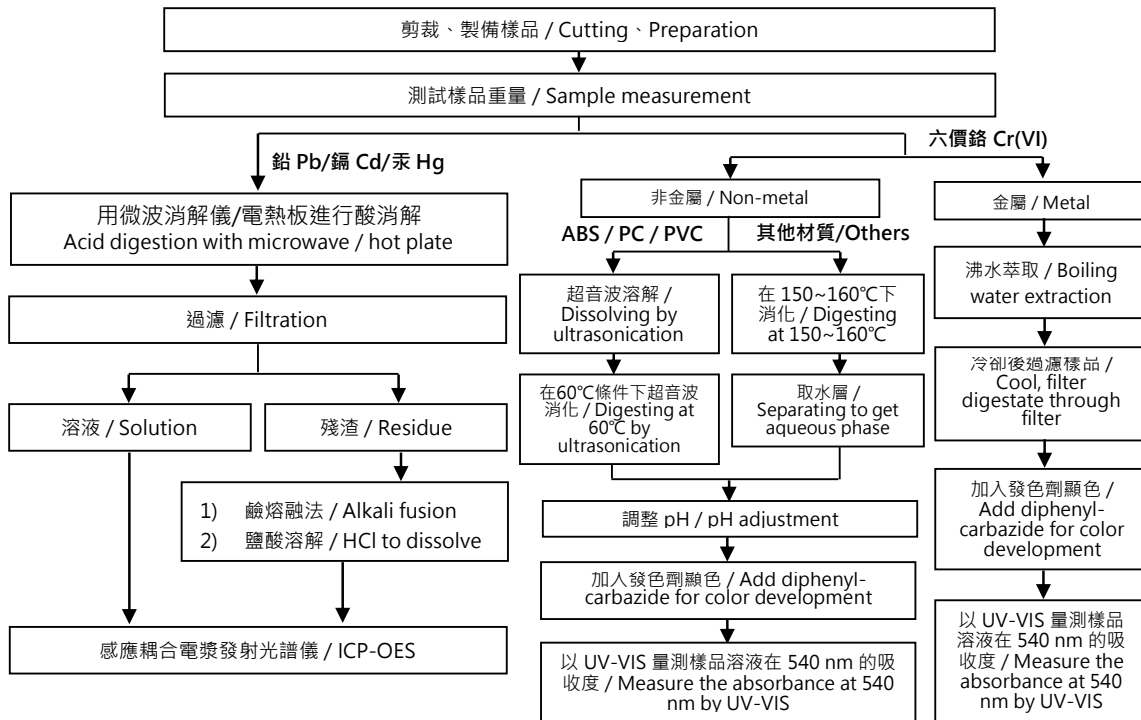 剪裁、製備樣品 / Cutting、Preparation
測試樣品重量 / Sample measurement
鉛 Pb/鎘 Cd/汞 Hg
六價鉻 Cr(VI)
用微波消解儀/電熱板進行酸消解
Acid digestion with microwave / hot plate
過濾 / Filtration
溶液 / Solution
殘渣 / Residue
1) 鹼熔融法 / Alkali fusion
2) 鹽酸溶解 / HCl to dissolve
感應耦合電漿發射光譜儀 / ICP-OES
非金屬 / Non-metal
ABS / PC / PVC
其他材質/Others
超音波溶解 /
Dissolving by
ultrasonication
在60℃條件下超音波
消化 / Digesting at
60℃ by
ultrasonication
在 150~160℃下
消化 / Digesting
at 150~160℃
取水層 /
Separating to get
aqueous phase
調整 pH / pH adjustment
加入發色劑顯色 / Add diphenyl-
carbazide for color development
以 UV-VIS 量測樣品溶液在 540 nm 的吸
收度 / Measure the absorbance at 540
nm by UV-VIS
金屬 / Metal
沸水萃取 / Boiling
water extraction
冷卻後過濾樣品 /
Cool, filter
digestate through
filter
加入發色劑顯色 /
Add diphenyl-
carbazide for color
development
以 UV-VIS 量測樣品
溶液在 540 nm 的吸
收度 / Measure the
absorbance at 540
nm by UV-VIS